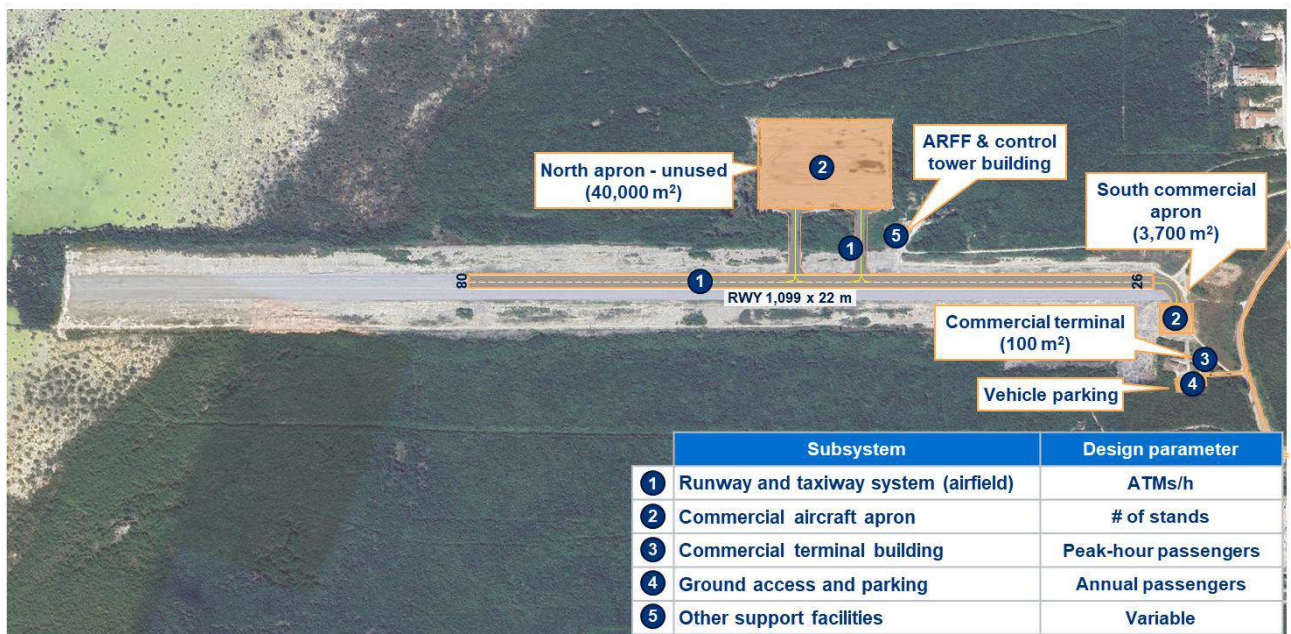 North apron - unused
(40,000 m²)
2
ARFF & control
tower building
South commercial
apron
(3,700 m²)
5
1
08
1
26
RWY 1,099 x 22 m
2
Commercial terminal
(100 m²)
3
4
Vehicle parking
Subsystem Design parameter
1 Runway and taxiway system (airfield) ATMs/h
2 Commercial aircraft apron # of stands
3 Commercial terminal building Peak-hour passengers
4 Ground access and parking Annual passengers
5 Other support facilities Variable